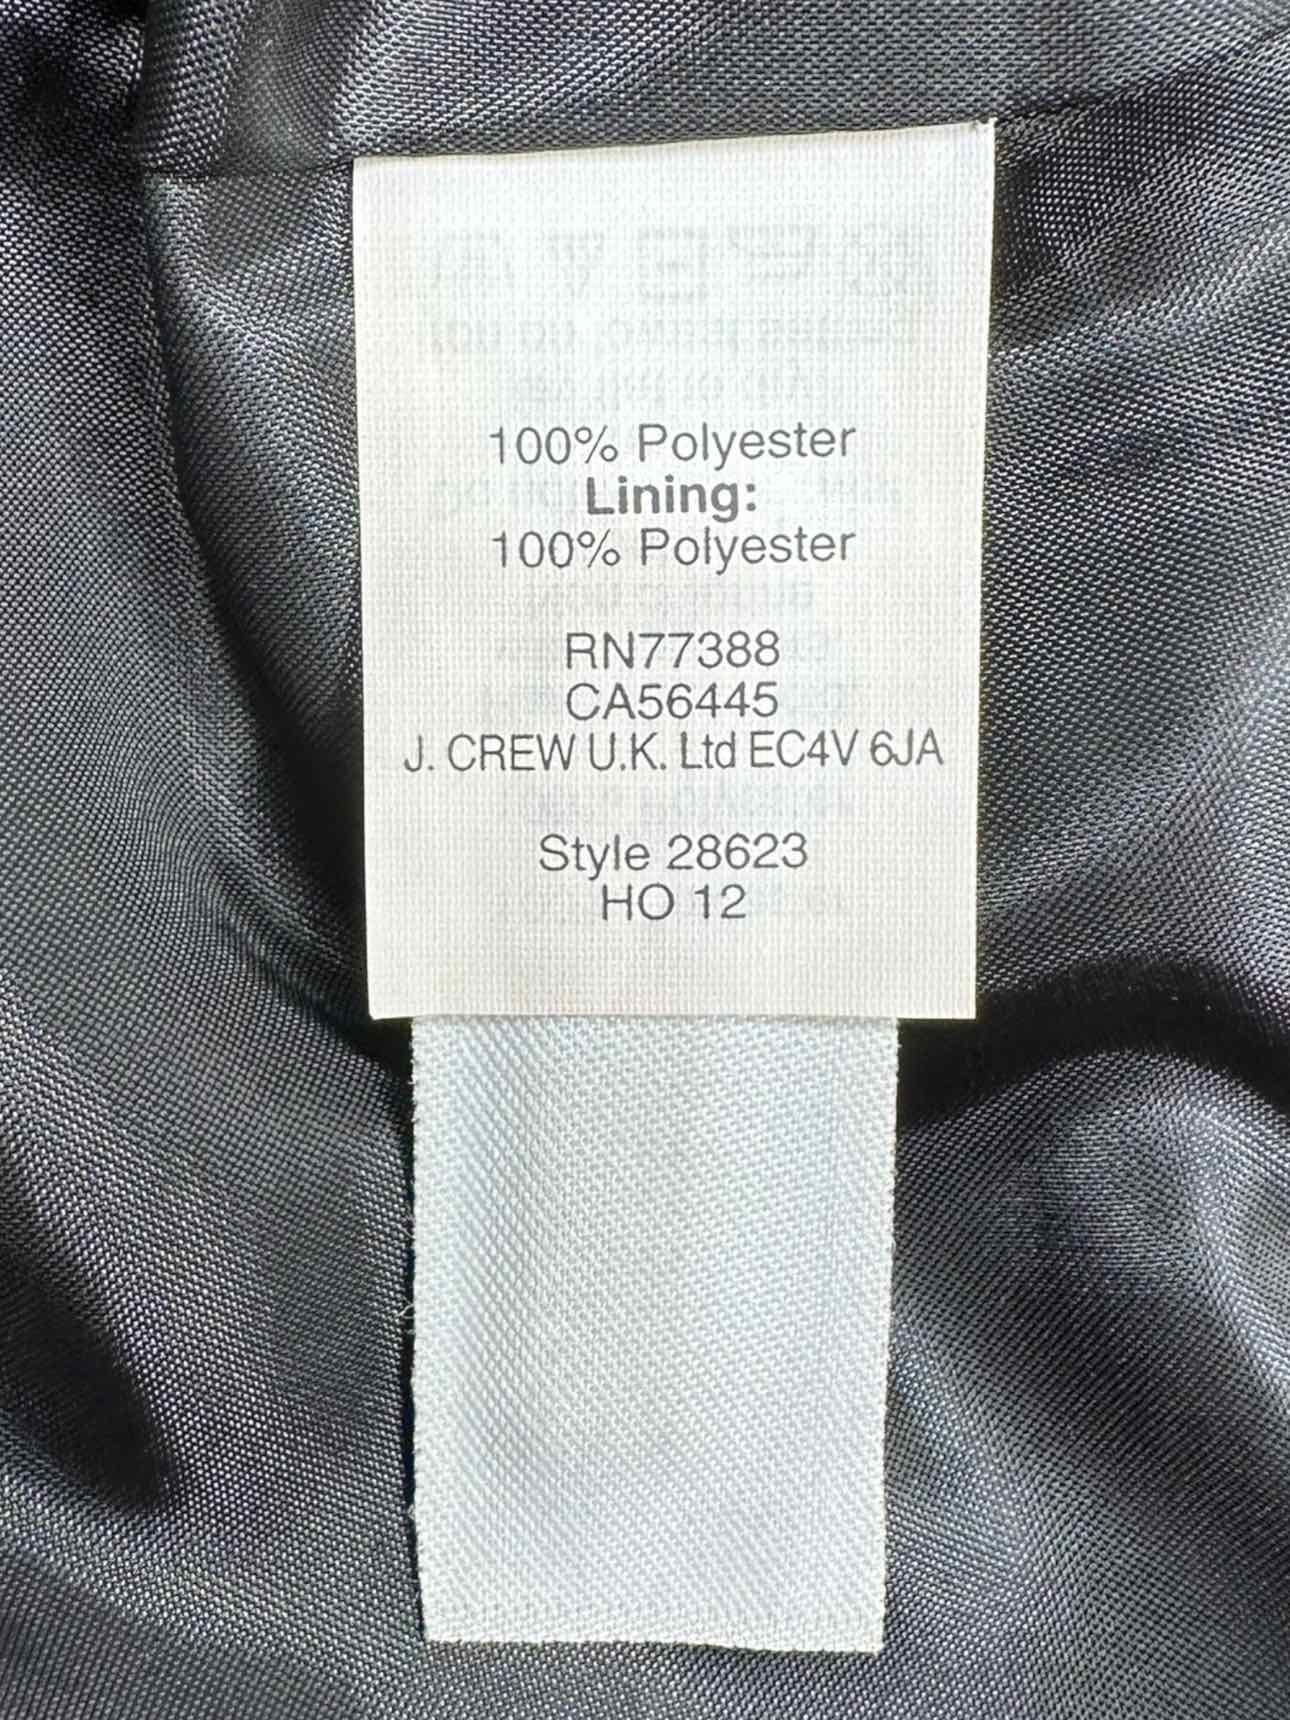 100% Polyester
Lining:
100% Polyester
RN77388
CA56445
J. CREW U.K. Ltd EC4V 6JA
Style 28623
HO 12